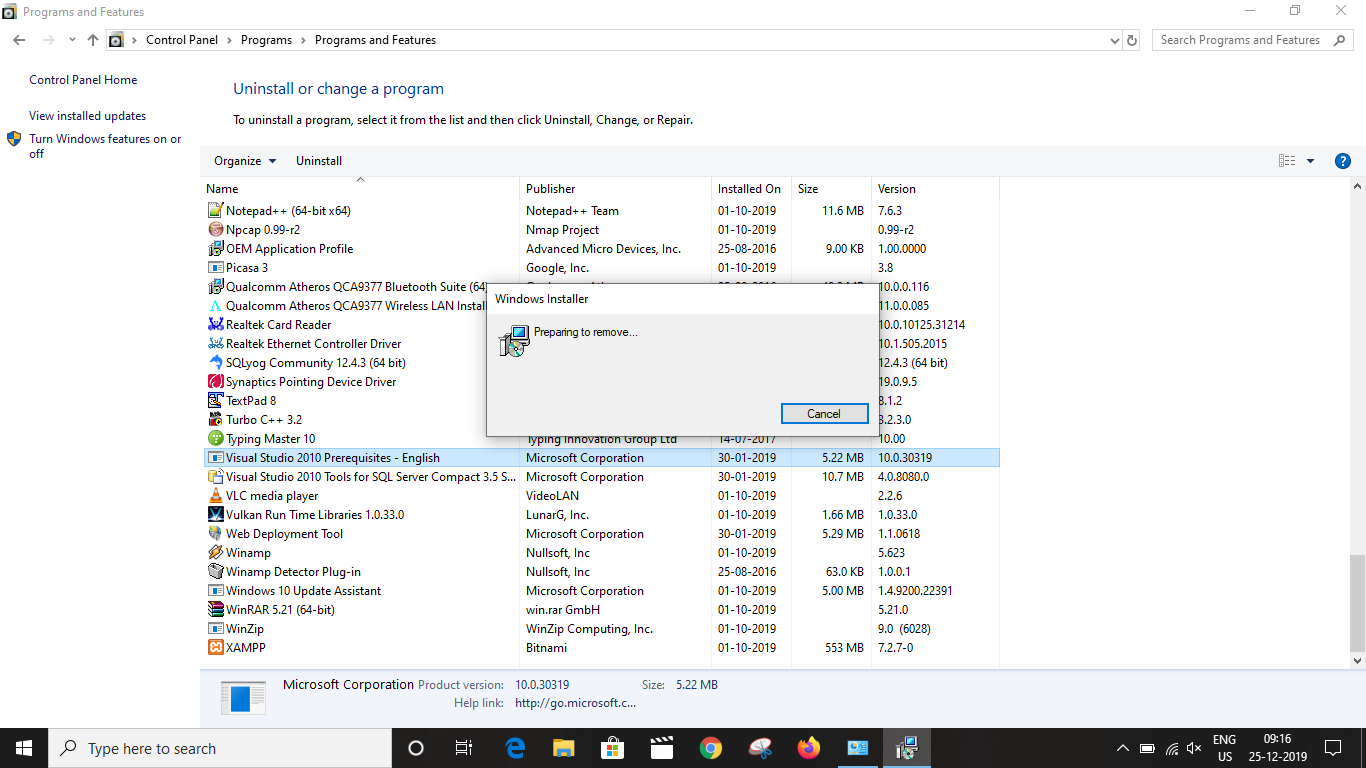 Programs and Features
Control Panel > Programs > Programs and Features
Search Programs and Features
Control Panel Home
View installed updates
Turn Windows features on or
off
Uninstall or change a program
To uninstall a program, select it from the list and then click Uninstall, Change, or Repair.
Organize Uninstall
Name Publisher Installed On Size Version
Notepad++ (64-bit x64) Notepad++ Team 01-10-2019 11.6 MB 7.6.3
Npcap 0.99-r2 Nmap Project 01-10-2019 0.99-r2
OEM Application Profile Advanced Micro Devices, Inc. 25-08-2016 9.00 KB 1.00.0000
Picasa 3 Google, Inc. 01-10-2019 3.8
Qualcomm Atheros QCA9377 Bluetooth Suite (64 10.0.0.116
Qualcomm Atheros QCA9377 Wireless LAN Instal 11.0.0.085
Realtek Card Reader 10.0.10125.31214
Realtek Ethernet Controller Driver 10.1.505.2015
SQLyog Community 12.4.3 (64 bit) 12.4.3 (64 bit)
Synaptics Pointing Device Driver 19.0.9.5
TextPad 8 8.1.2
Turbo C++ 3.2 3.2.3.0
Typing Master 10 Typing Innovation Group Ltd 14-07-2017 10.00
Windows Installer
Preparing to remove...
Cancel
Visual Studio 2010 Prerequisites - English Microsoft Corporation 30-01-2019 5.22 MB 10.0.30319
Visual Studio 2010 Tools for SQL Server Compact 3.5 S... Microsoft Corporation 30-01-2019 10.7 MB 4.0.8080.0
VLC media player VideoLAN 01-10-2019 2.2.6
Vulkan Run Time Libraries 1.0.33.0 LunarG, Inc. 01-10-2019 1.66 MB 1.0.33.0
Web Deployment Tool Microsoft Corporation 30-01-2019 5.29 MB 1.1.0618
Winamp Nullsoft, Inc 01-10-2019 5.623
Winamp Detector Plug-in Nullsoft, Inc 25-08-2016 63.0 KB 1.0.0.1
Windows 10 Update Assistant Microsoft Corporation 01-10-2019 5.00 MB 1.4.9200.22391
WinRAR 5.21 (64-bit) win.rar GmbH 01-10-2019 5.21.0
WinZip WinZip Computing, Inc. 01-10-2019 9.0 (6028)
XAMPP Bitnami 01-10-2019 553 MB 7.2.7-0
Microsoft Corporation Product version: 10.0.30319 Size: 5.22 MB
Help link: http://go.microsoft.c...
Type here to search
ENG
US
09:16
25-12-2019